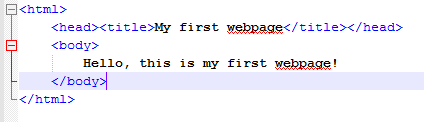 <html>
<head><title>My first webpage</title></head>
<body>
Hello, this is my first webpage!
</body>
</html>